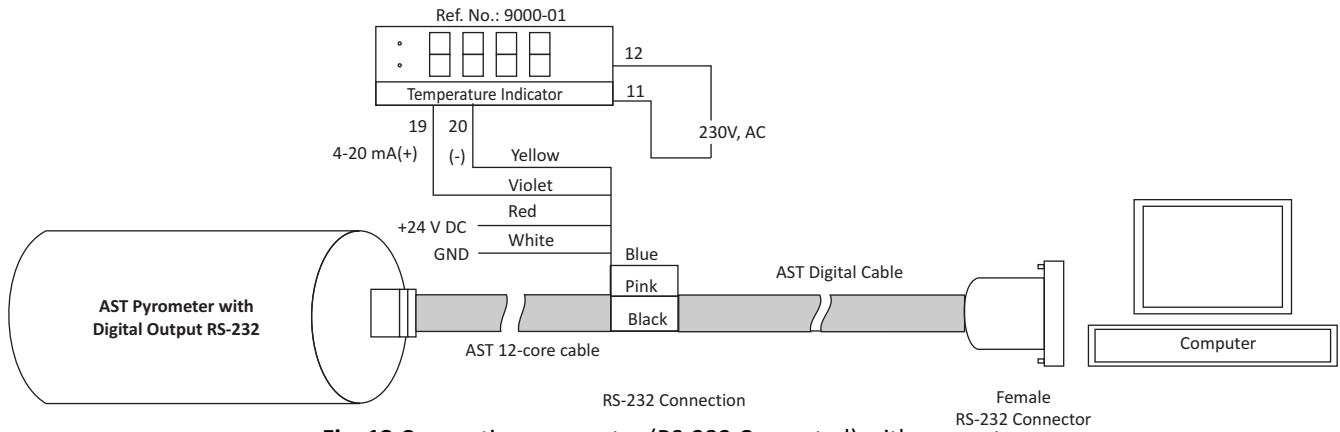 Ref. No.: 9000-01
12
Temperature Indicator
11
19
20
230V, AC
4-20 mA(+)
(-)
Yellow
Violet
Red
+24 V DC
White
GND
Blue
AST Digital Cable
Pink
AST Pyrometer with
Digital Output RS-232
Black
Computer
AST 12-core cable
RS-232 Connection
Female
RS-232 Connector